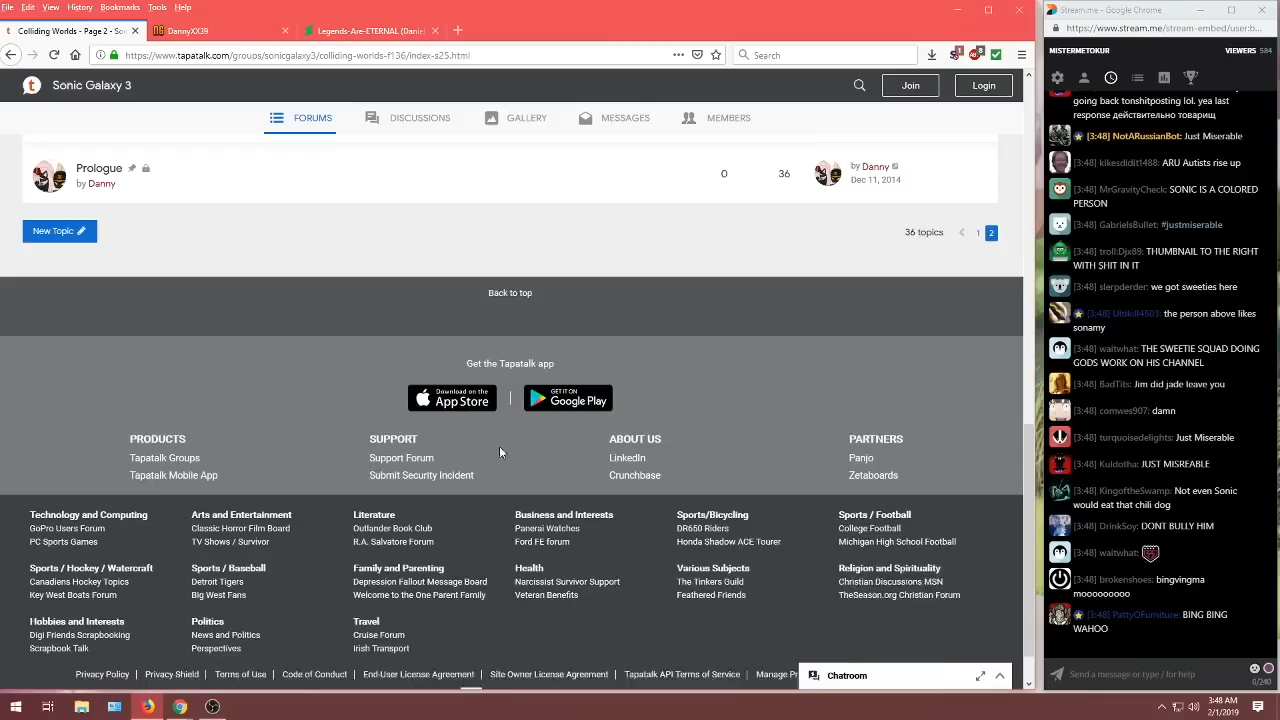 File Edit View History Bookmarks Tools Help
Colliding Worlds - Page 2 - Son
DannyXX39
Legends-Are-ETERNAL (Daniel
https://www.tapatalk.com/groups/sonicgalaxy3/colliding-worlds-f136/index-s25.html
Search
Sonic Galaxy 3
Join
Login
FORUMS
DISCUSSIONS
GALLERY
MESSAGES
MEMBERS
Prologue
by Danny
0
36
by Danny
Dec 11, 2014
New Topic
36 topics
1
2
Back to top
Get the Tapatalk app
Download on the
App Store
GET IT ON
Google Play
PRODUCTS
Tapatalk Groups
Tapatalk Mobile App
SUPPORT
Support Forum
Submit Security Incident
ABOUT US
LinkedIn
Crunchbase
PARTNERS
Panjo
Zetaboards
Technology and Computing
GoPro Users Forum
PC Sports Games
Arts and Entertainment
Classic Horror Film Board
TV Shows / Survivor
Literature
Outlander Book Club
R.A. Salvatore Forum
Business and Interests
Panerai Watches
Ford FE forum
Sports/Bicycling
DR650 Riders
Honda Shadow ACE Tourer
Sports / Football
College Football
Michigan High School Football
Sports / Hockey / Watercraft
Canadiens Hockey Topics
Key West Boats Forum
Sports / Baseball
Detroit Tigers
Big West Fans
Family and Parenting
Depression Fallout Message Board
Welcome to the One Parent Family
Health
Narcissist Survivor Support
Veteran Benefits
Various Subjects
The Tinkers Guild
Feathered Friends
Religion and Spirituality
Christian Discussions MSN
TheSeason.org Christian Forum
Hobbies and Interests
Digi Friends Scrapbooking
Scrapbook Talk
Politics
News and Politics
Perspectives
Travel
Cruise Forum
Irish Transport
Privacy Policy | Privacy Shield | Terms of Use | Code of Conduct | End-User License Agreement | Site Owner License Agreement | Tapatalk API Terms of Service | Manage Pr
Chatroom
Stream.me - Google Chrome
https://www.stream.me/stream-embed/user:b...
MISTERMETOKUR
VIEWERS 584
going back tonshitposting lol. yea last
response действительно товарищ
[3:48] NotARussianBot: Just Miserable
[3:48] kikesdidit1488: ARU Autists rise up
[3:48] MrGravityCheck: SONIC IS A COLORED
PERSON
[3:48] GabrielsBullet: #justmiserable
[3:48] troll:Djx89: THUMBNAIL TO THE RIGHT
WITH SHIT IN IT
[3:48] slerpderder: we got sweeties here
[3:48] Ultikill4503: the person above likes
sonamy
[3:48] waitwhat: THE SWEETIE SQUAD DOING
GODS WORK ON HIS CHANNEL
[3:48] BadTits: Jim did jade leave you
[3:48] comwes907: damn
[3:48] turquoisedelights: Just Miserable
[3:48] Kuldotha: JUST MISREABLE
[3:48] KingoftheSwamp: Not even Sonic
would eat that chili dog
[3:48] DrinkSoy: DONT BULLY HIM
[3:48] waitwhat:
[3:48] brokenshoes: bingvingma
mooooooooo
[3:48] PattyOFurniture: BING BING
WAHOO
Send a message or type / for help
0/240
3:48 AM
2/18/2019